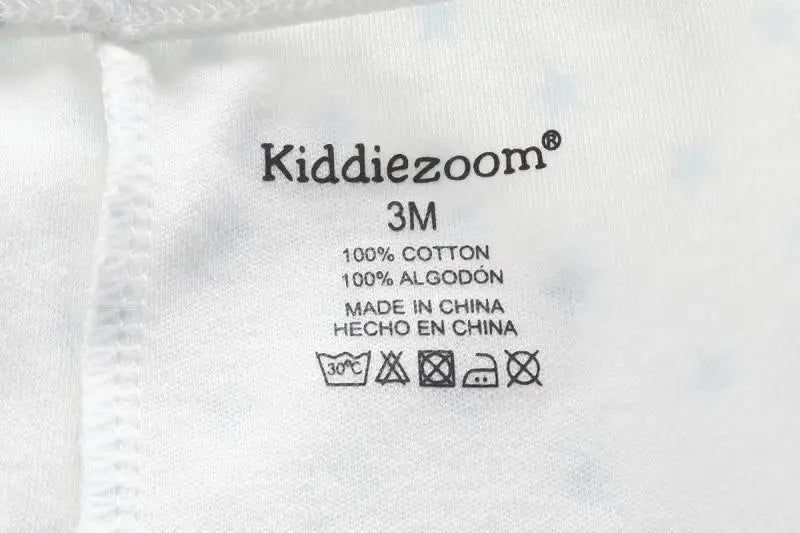 Kiddiezoom®
3M
100% COTTON
100% ALGODÓN
MADE IN CHINA
HECHO EN CHINA
30℃